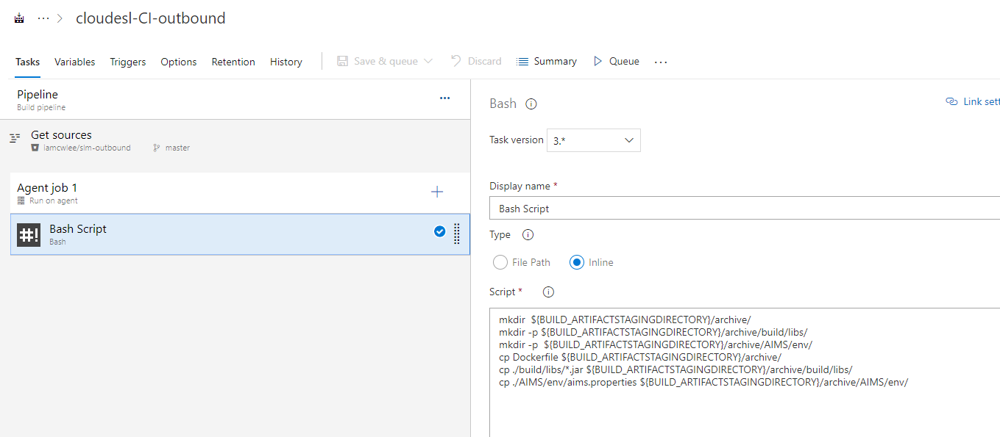 ··· > cloudesl-CI-outbound
Tasks Variables Triggers Options Retention History Save & queue Discard Summary Queue ···
Pipeline ···
Build pipeline
Get sources
iamcwlee/slm-outbound master
Agent job 1 +
Run on agent
#! Bash Script
Bash
Bash Link sett
Task version 3.*
Display name *
Bash Script
Type
File Path Inline
Script *
mkdir  ${BUILD_ARTIFACTSTAGINGDIRECTORY}/archive/
mkdir -p ${BUILD_ARTIFACTSTAGINGDIRECTORY}/archive/build/libs/
mkdir -p  ${BUILD_ARTIFACTSTAGINGDIRECTORY}/archive/AIMS/env/
cp Dockerfile ${BUILD_ARTIFACTSTAGINGDIRECTORY}/archive/
cp ./build/libs/*.jar ${BUILD_ARTIFACTSTAGINGDIRECTORY}/archive/build/libs/
cp ./AIMS/env/aims.properties ${BUILD_ARTIFACTSTAGINGDIRECTORY}/archive/AIMS/env/